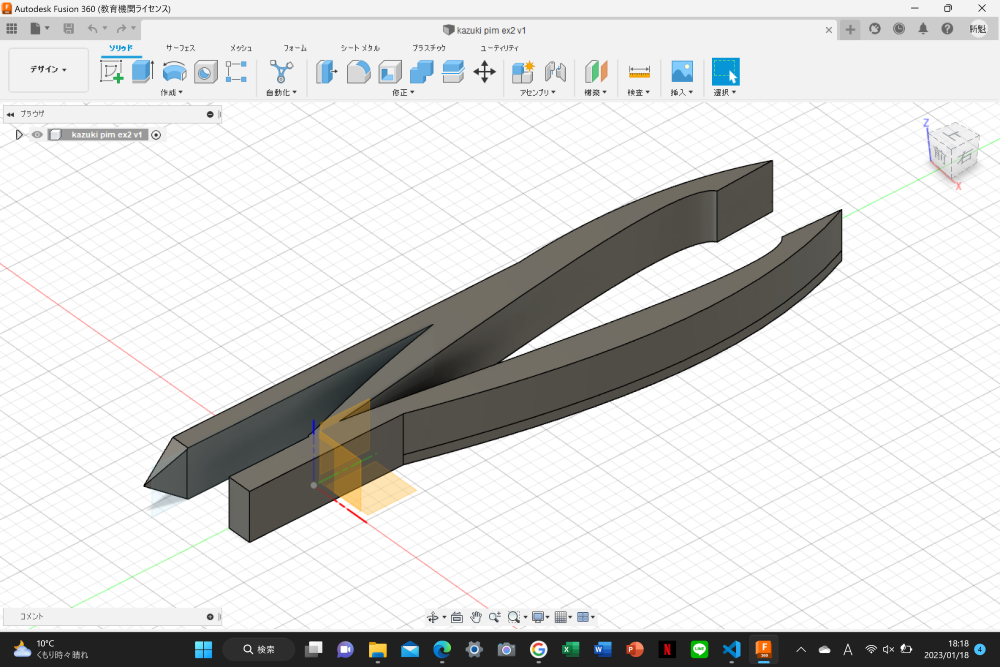 Autodesk Fusion 360 (教育機関ライセンス)
kazuki pim ex2 v1
新魁
デザイン
ソリッド サーフェス メッシュ フォーム シート メタル プラスチック ユーティリティ
作成 自動化 修正 アセンブリ 構築 検査 挿入 選択
ブラウザ
kazuki pim ex2 v1
Z
上
前
右
X
コメント
10°C
くもり時々晴れ
検索
A
18:18
2023/01/18
4